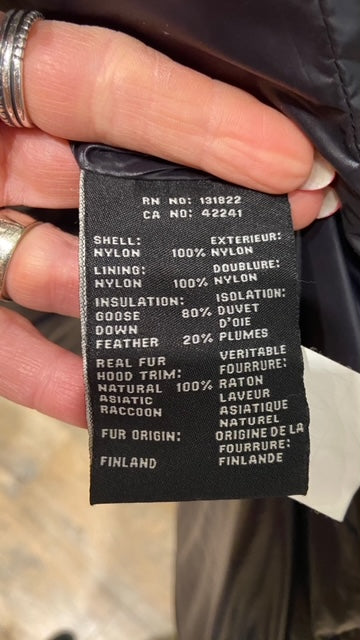 RN NO: 131822
CA NO: 42241
SHELL: EXTERIEUR:
NYLON 100% NYLON
LINING: DOUBLURE:
NYLON 100% NYLON
INSULATION: ISOLATION:
GOOSE 80% DUVET
DOWN D'OIE
FEATHER 20% PLUMES
REAL FUR VERITABLE
HOOD TRIM: FOURRURE:
NATURAL 100% RATON
ASIATIC LAVEUR
RACCOON ASIATIQUE
NATUREL
FUR ORIGIN: ORIGINE DE LA
FOURRURE:
FINLAND FINLANDE